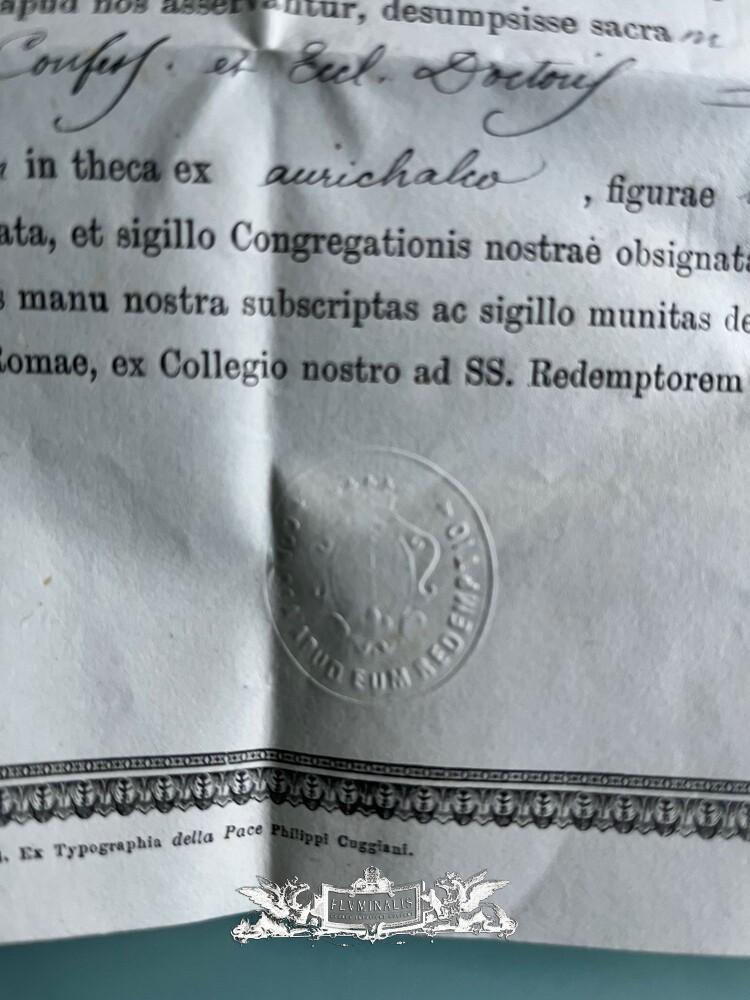 apud nos asservantur, desumpsisse sacra m
Confess. et Eccl. Doctoris
in theca ex aurichalco, figurae
ata, et sigillo Congregationis nostrae obsignata
s manu nostra subscriptas ac sigillo munitas de
Romae, ex Collegio nostro ad SS. Redemptorem
APUD EUM REDEMPTIO
Ex Typographia della Pace Philippi Cuggiani.
FLVMINALIS